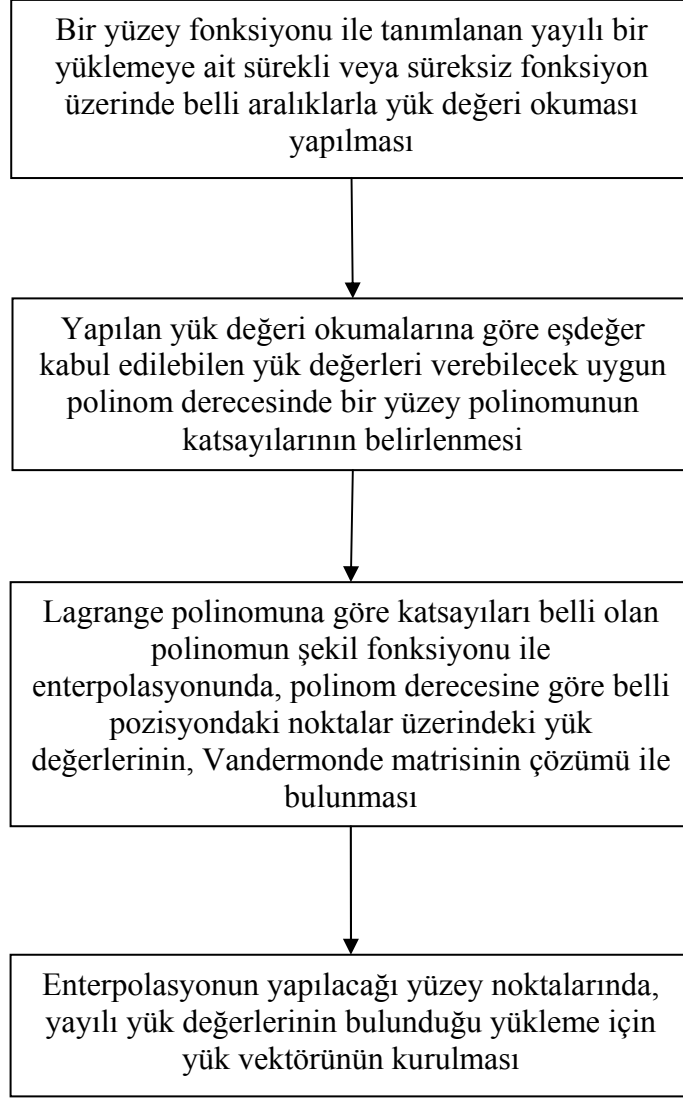 Bir yüzey fonksiyonu ile tanımlanan yayılı bir
yüklemeye ait sürekli veya süreksiz fonksiyon
üzerinde belli aralıklarla yük değeri okuması
yapılması
Yapılan yük değeri okumalarına göre eşdeğer
kabul edilebilen yük değerleri verebilecek uygun
polinom derecesinde bir yüzey polinomunun
katsayılarının belirlenmesi
Lagrange polinomuna göre katsayıları belli olan
polinomun şekil fonksiyonu ile
enterpolasyonunda, polinom derecesine göre belli
pozisyondaki noktalar üzerindeki yük
değerlerinin, Vandermonde matrisinin çözümü ile
bulunması
Enterpolasyonun yapılacağı yüzey noktalarında,
yayılı yük değerlerinin bulunduğu yükleme için
yük vektörünün kurulması